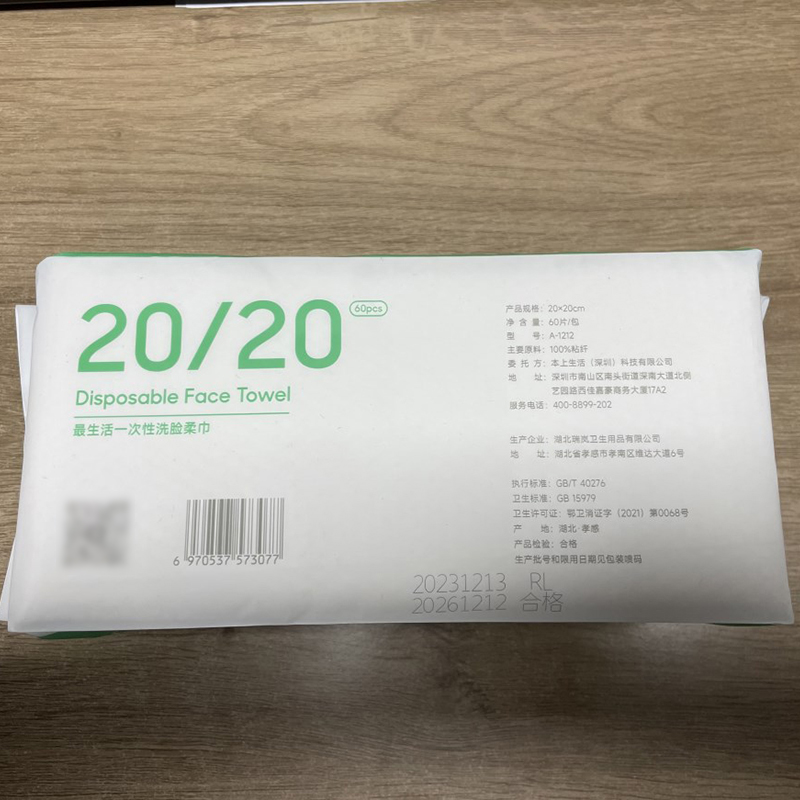 20/20
60pcs
Disposable Face Towel
最生活一次性洗脸柔巾
6 970537 573077
产品规格：20×20cm
净 含 量：60片/包
型 号：A-1212
主要原料：100%粘纤
委 托 方：本上生活（深圳）科技有限公司
地 址：深圳市南山区南头街道深南大道北侧
艺园路西佳嘉豪商务大厦17A2
服务电话：400-8899-202
生产企业：湖北瑞岚卫生用品有限公司
地 址：湖北省孝感市孝南区维达大道6号
执行标准：GB/T 40276
卫生标准：GB 15979
卫生许可证：鄂卫消证字（2021）第0068号
产 地：湖北·孝感
产品检验：合格
生产批号和限用日期见包装喷码
20231213 RL
20261212 合格